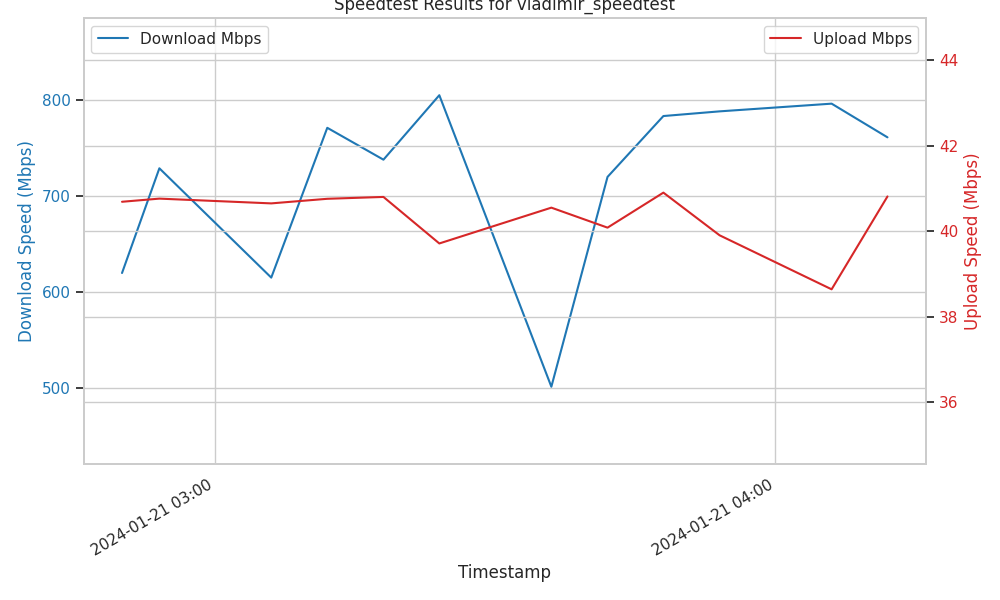 Speedtest Results for vladimir_speedtest
Download Mbps
Upload Mbps
800
700
600
500
Download Speed (Mbps)
44
42
40
38
36
Upload Speed (Mbps)
2024-01-21 03:00
2024-01-21 04:00
Timestamp